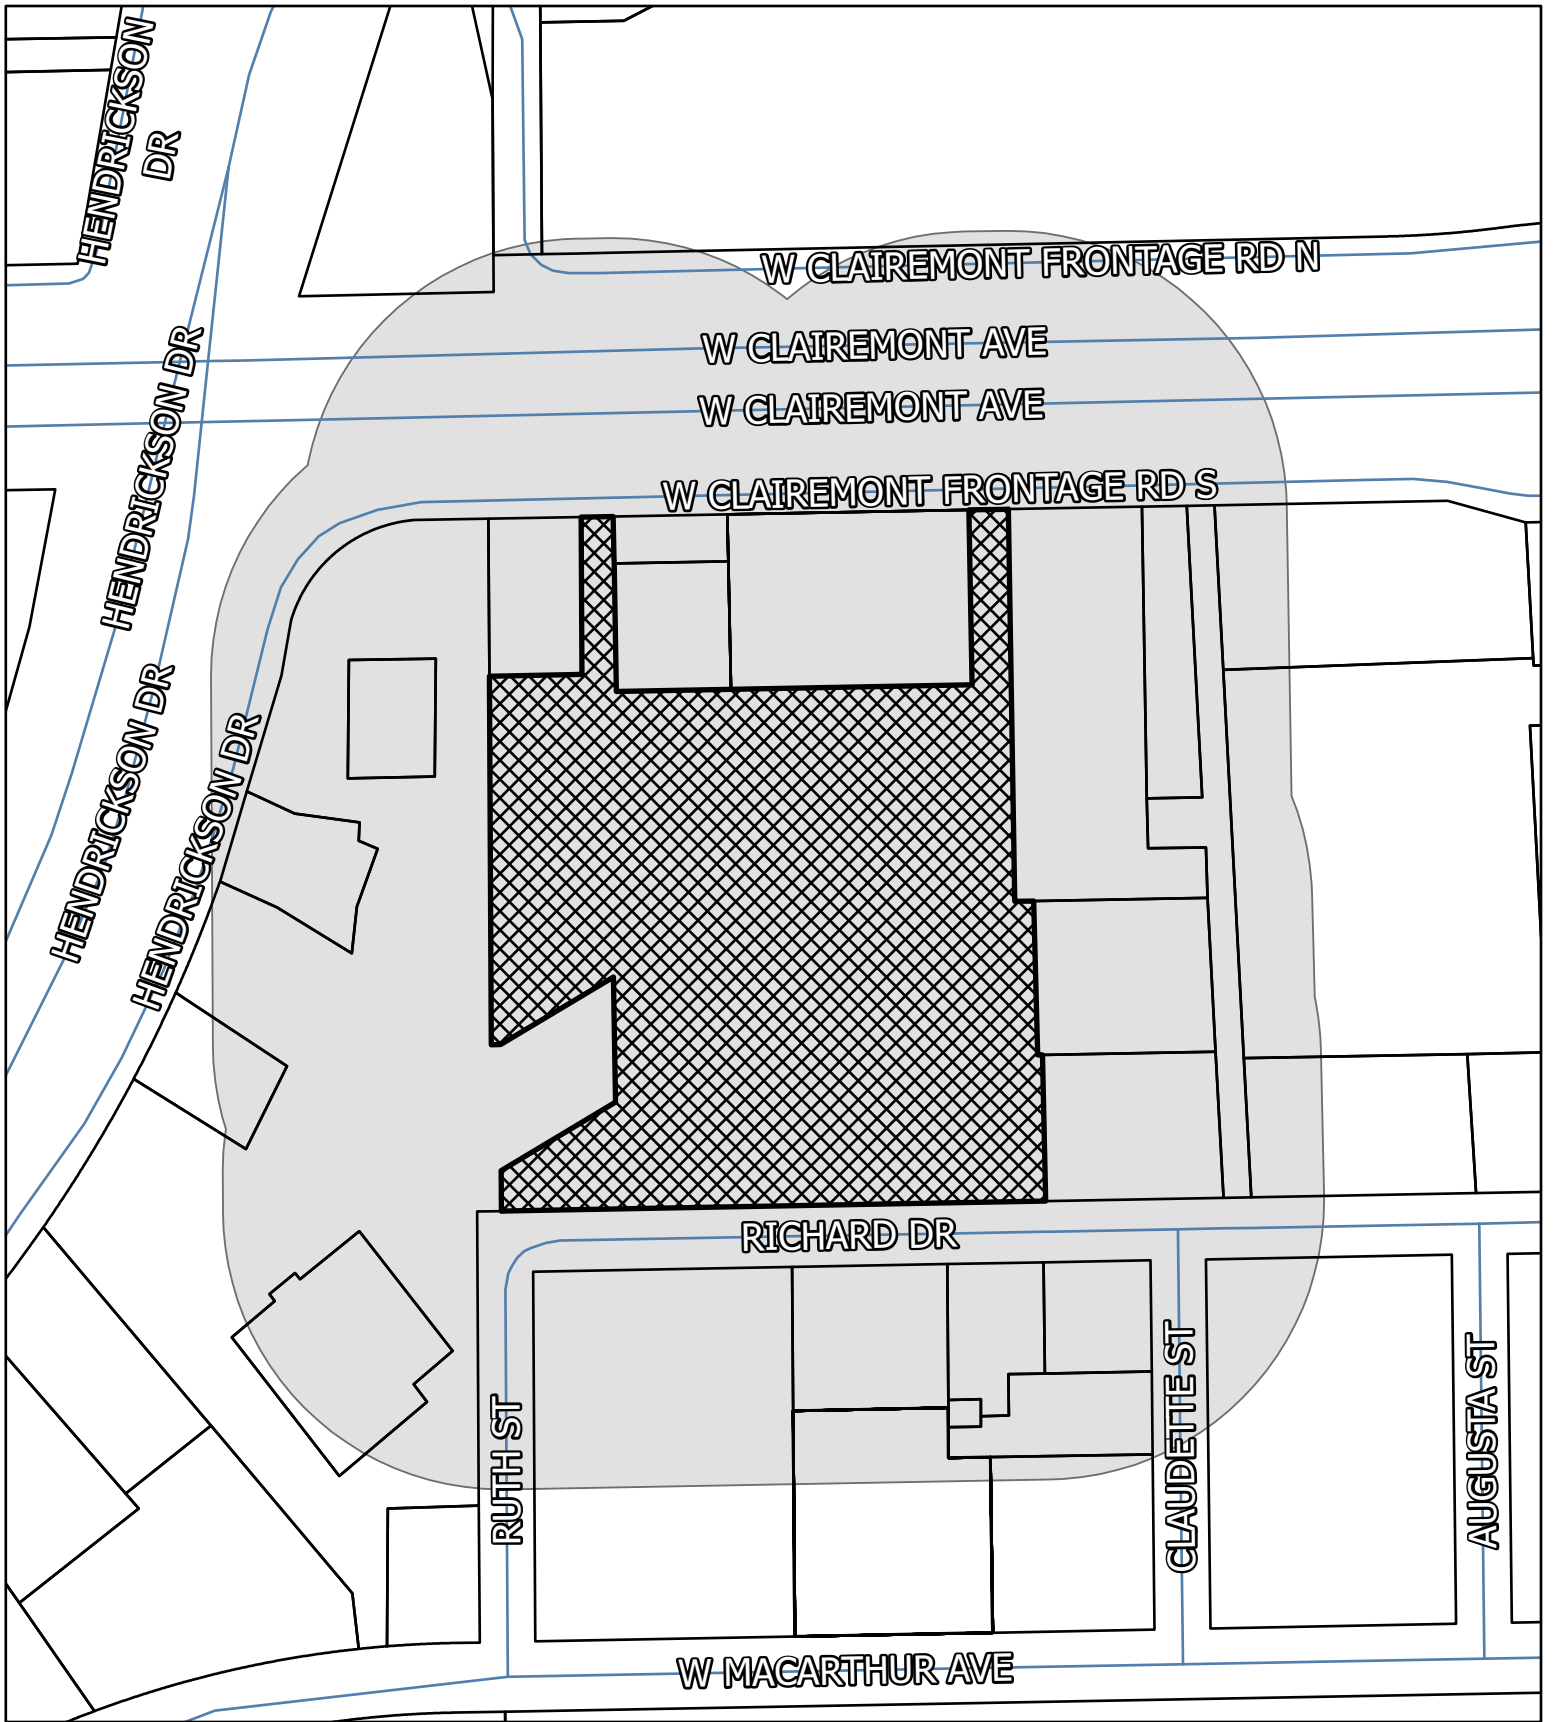 HENDRICKSON
DR
W CLAIREMONT FRONTAGE RD N
W CLAIREMONT AVE
W CLAIREMONT AVE
HENDRICKSON DR
W CLAIREMONT FRONTAGE RD S
HENDRICKSON DR
HENDRICKSON DR
RICHARD DR
RUTH ST
CLAUDETTE ST
AUGUSTA ST
W MACARTHUR AVE